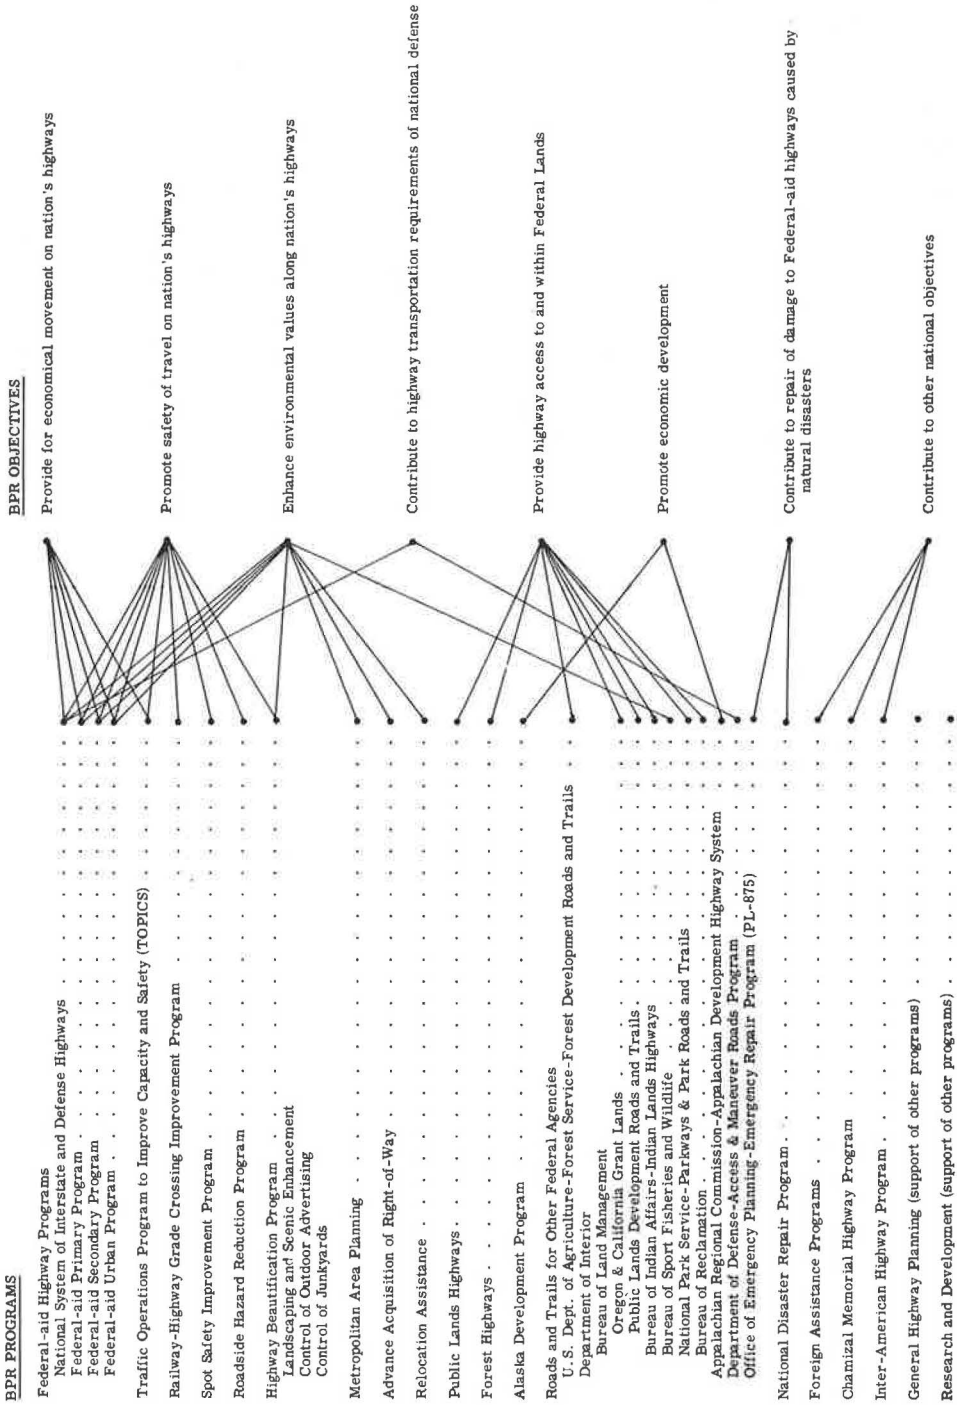 BPR PROGRAMS
Federal-aid Highway Programs
National System of Interstate and Defense Highways
Federal-aid Primary Program
Federal-aid Secondary Program
Federal-aid Urban Program
Traffic Operations Program to Improve Capacity and Safety (TOPICS)
Railway-Highway Grade Crossing Improvement Program
Spot Safety Improvement Program
Roadside Hazard Reduction Program
Highway Beautification Program
Landscaping and Scenic Enhancement
Control of Outdoor Advertising
Control of Junkyards
Metropolitan Area Planning
Advance Acquisition of Right-of-Way
Relocation Assistance
Public Lands Highways
Forest Highways
Alaska Development Program
Roads and Trails for Other Federal Agencies
U. S. Dept. of Agriculture-Forest Service-Forest Development Roads and Trails
Department of Interior
Bureau of Land Management
Oregon & California Grant Lands
Public Lands Development Roads and Trails
Bureau of Indian Affairs-Indian Lands Highways
Bureau of Sport Fisheries and Wildlife
National Park Service-Parkways & Park Roads and Trails
Bureau of Reclamation
Appalachian Regional Commission-Appalachian Development Highway System
Department of Defense-Access & Maneuver Roads Program
Office of Emergency Planning-Emergency Repair Program (PL-875)
National Disaster Repair Program
Foreign Assistance Programs
Chamizal Memorial Highway Program
Inter-American Highway Program
General Highway Planning (support of other programs)
Research and Development (support of other programs)
BPR OBJECTIVES
Provide for economical movement on nation's highways
Promote safety of travel on nation's highways
Enhance environmental values along nation's highways
Contribute to highway transportation requirements of national defense
Provide highway access to and within Federal Lands
Promote economic development
Contribute to repair of damage to Federal-aid highways caused by
natural disasters
Contribute to other national objectives